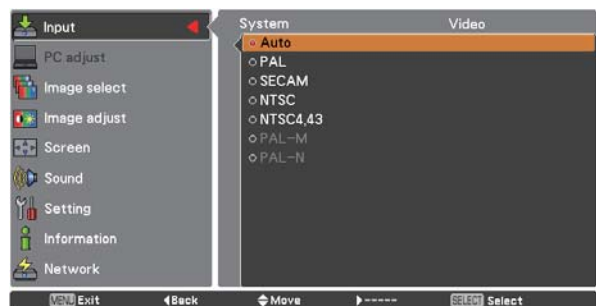 Input
PC adjust
Image select
Image adjust
Screen
Sound
Setting
Information
Network
System Video
Auto
PAL
SECAM
NTSC
NTSC4,43
PAL-M
PAL-N
MENU Exit Back Move ----- SELECT Select